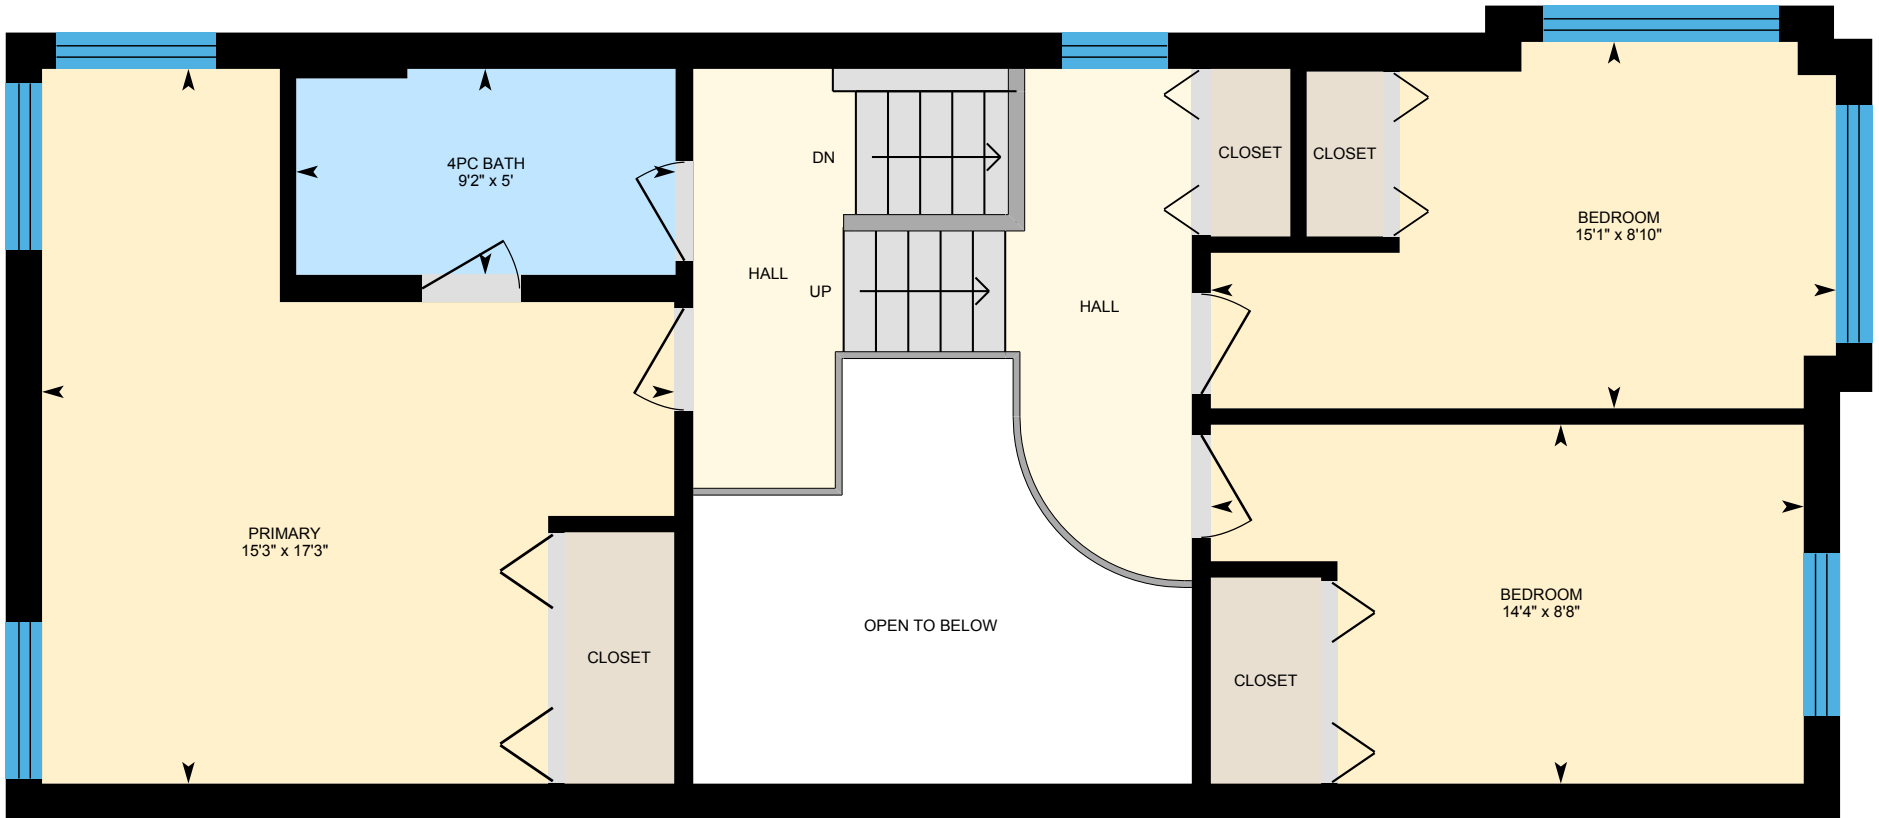 4PC BATH
9'2" x 5'
DN
HALL
UP
HALL
CLOSET
CLOSET
BEDROOM
15'1" x 8'10"
PRIMARY
15'3" x 17'3"
CLOSET
OPEN TO BELOW
BEDROOM
14'4" x 8'8"
CLOSET